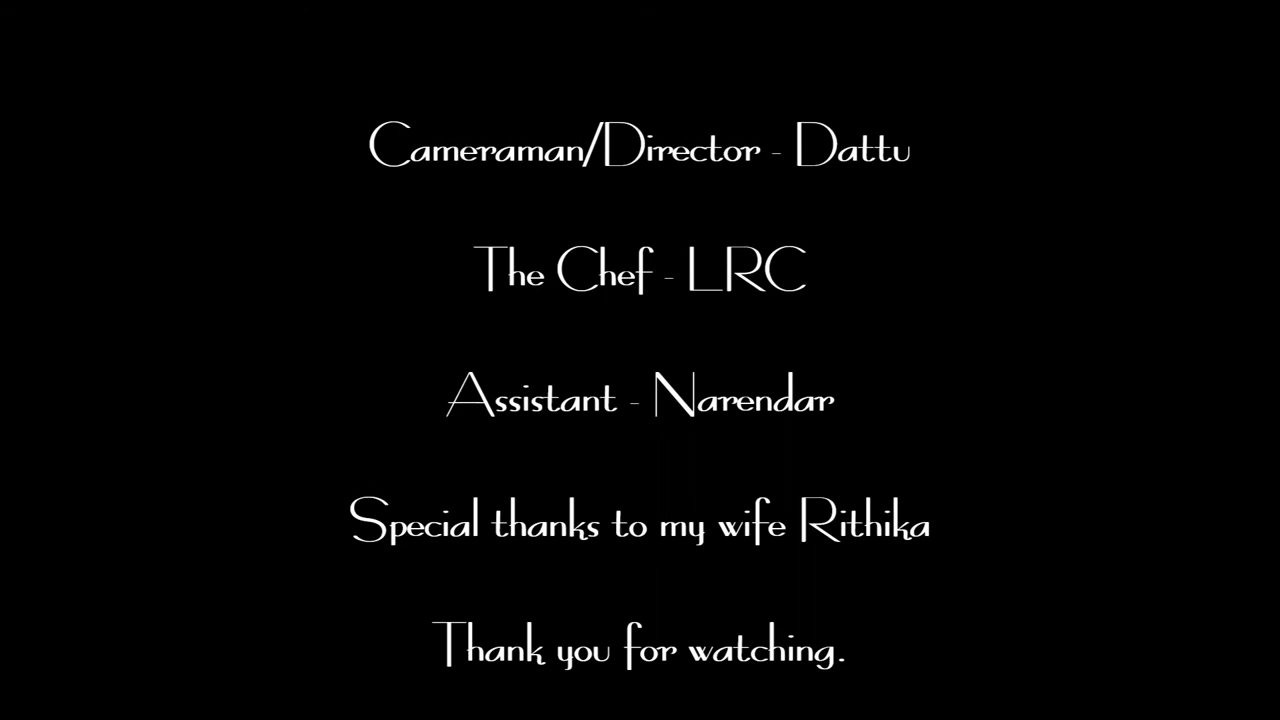 Cameraman/Director - Dattu
The Chef - LRC
Assistant - Narendar
Special thanks to my wife Rithika
Thank you for watching.